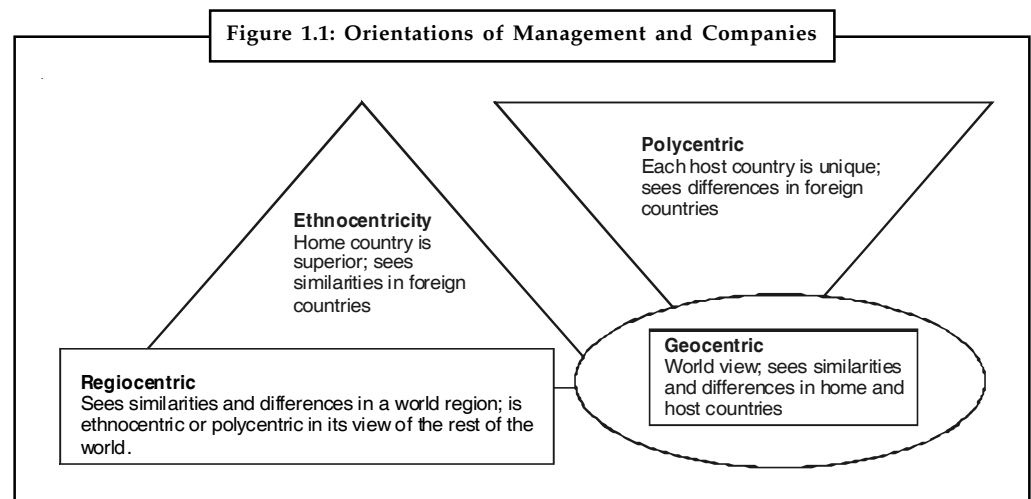 Figure 1.1: Orientations of Management and Companies
Ethnocentricity
Home country is
superior; sees
similarities in foreign
countries
Polycentric
Each host country is unique;
sees differences in foreign
countries
Regiocentric
Sees similarities and differences in a world region; is
ethnocentric or polycentric in its view of the rest of the
world.
Geocentric
World view; sees similarities
and differences in home and
host countries